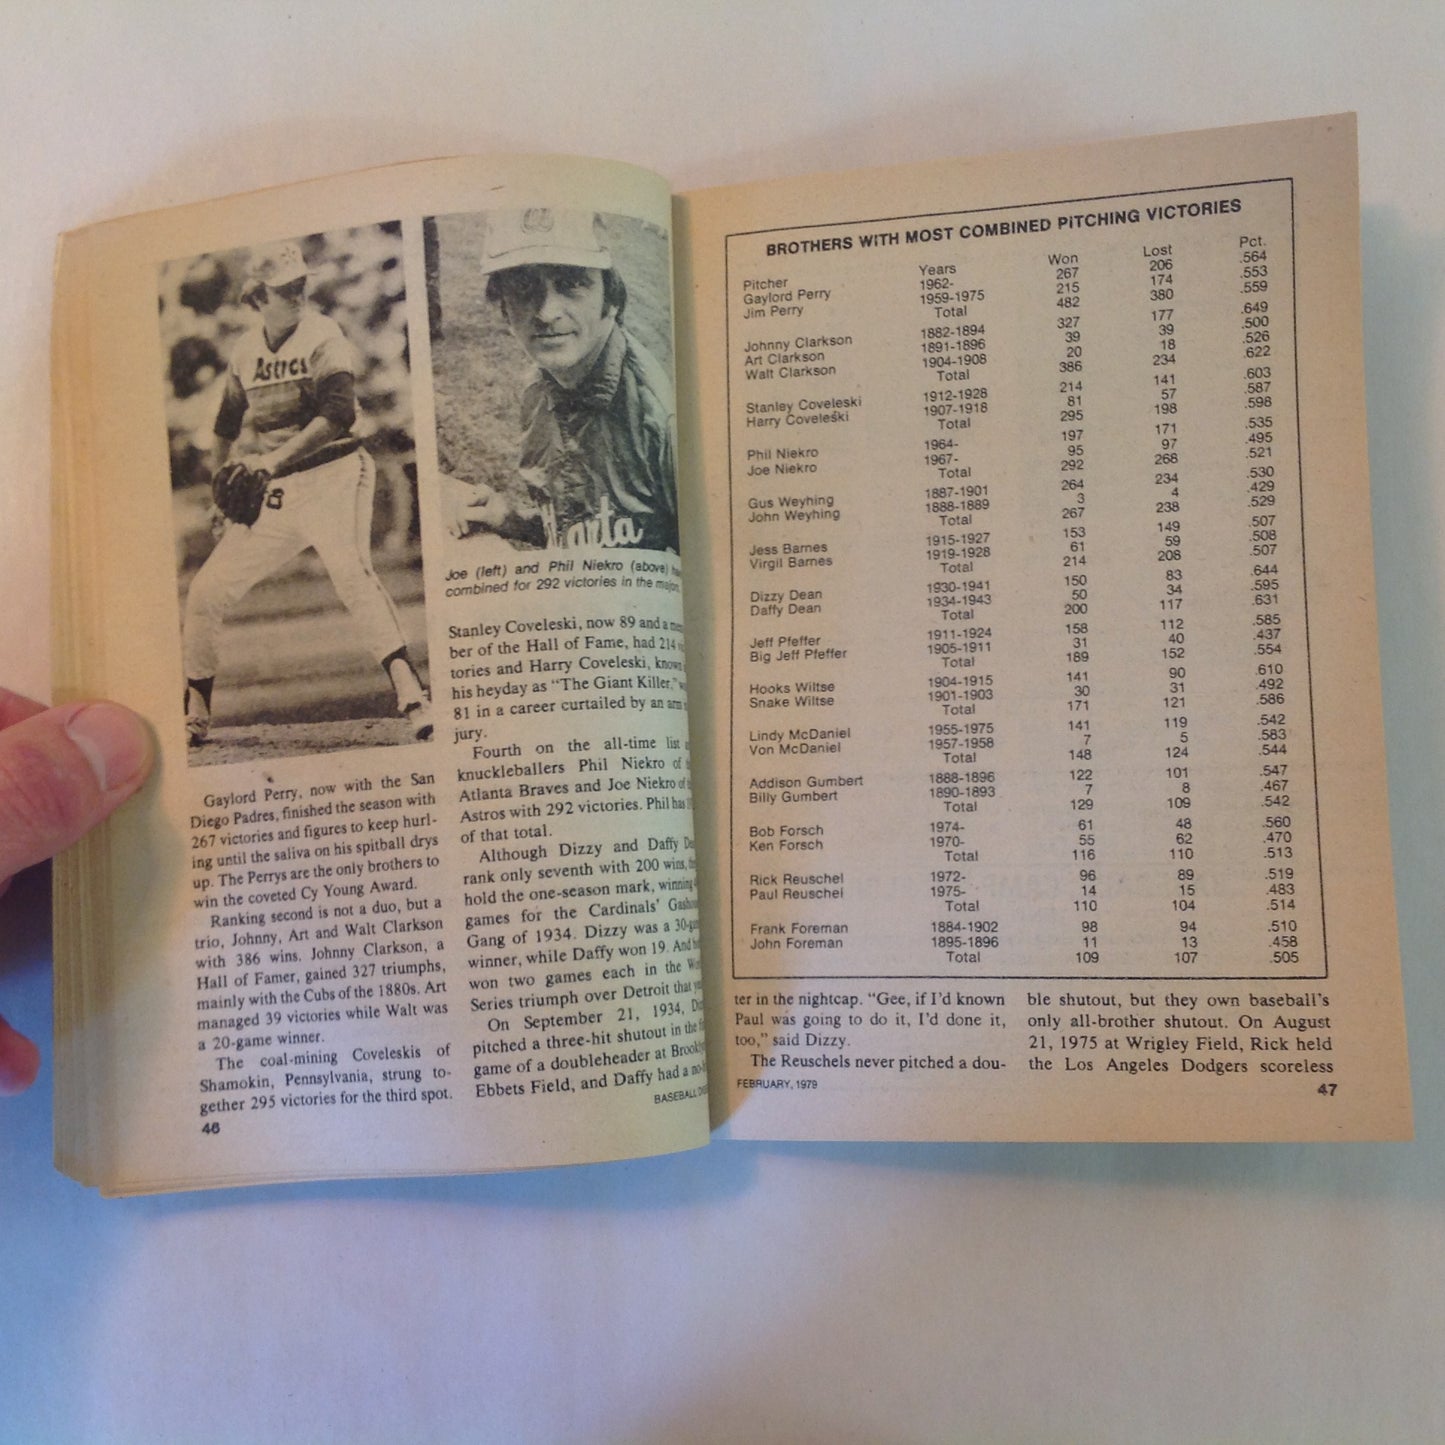 Astros
Atlanta
Joe (left) and Phil Niekro (above)
combined for 292 victories in the
Gaylord Perry, now with the San
Diego Padres, finished the season with
267 victories and figures to keep hurl-
ing until the saliva on his spitball drys
up. The Perrys are the only brothers to
win the coveted Cy Young Award.
Ranking second is not a duo, but a
trio, Johnny, Art and Walt Clarkson
with 386 wins. Johnny Clarkson, a
Hall of Famer, gained 327 triumphs,
mainly with the Cubs of the 1880s. Art
managed 39 victories while Walt was
a 20-game winner.
The coal-mining Coveleskis of
Shamokin, Pennsylvania, strung to-
gether 295 victories for the third spot.
46
Stanley Coveleski, now 89 and a
ber of the Hall of Fame, had 214
tories and Harry Coveleski, known
his heyday as "The Giant Killer,"
81 in a career curtailed by an arm
jury.
Fourth on the all-time list
knuckleballers Phil Niekro of
Atlanta Braves and Joe Niekro of
Astros with 292 victories. Phil has
of that total.
Although Dizzy and Daffy
rank only seventh with 200 wins,
hold the one-season mark, winning
games for the Cardinals'
Gang of 1934. Dizzy was a
winner, while Daffy won 19. And
won two games each in the
Series triumph over Detroit that
On September 21, 1934,
pitched a three-hit shutout in the
game of a doubleheader at
Ebbets Field, and Daffy had a
BASEBALL
BROTHERS WITH MOST COMBINED PITCHING VICTORIES
Pitcher Years Won Lost Pct.
Gaylord Perry 1962- 267 206 .564
Jim Perry 1959-1975 215 174 .553
Total 482 380 .559
Johnny Clarkson 1882-1894 327 177 .649
Art Clarkson 1891-1896 39 39 .500
Walt Clarkson 1904-1908 20 18 .526
Total 386 234 .622
Stanley Coveleski 1912-1928 214 141 .603
Harry Coveleski 1907-1918 81 57 .587
Total 295 198 .598
Phil Niekro 1964- 197 171 .535
Joe Niekro 1967- 95 97 .495
Total 292 268 .521
Gus Weyhing 1887-1901 264 234 .530
John Weyhing 1888-1889 3 4 .429
Total 267 238 .529
Jess Barnes 1915-1927 153 149 .507
Virgil Barnes 1919-1928 61 59 .508
Total 214 208 .507
Dizzy Dean 1930-1941 150 83 .644
Daffy Dean 1934-1943 50 34 .595
Total 200 117 .631
Jeff Pfeffer 1911-1924 158 112 .585
Big Jeff Pfeffer 1905-1911 31 40 .437
Total 189 152 .554
Hooks Wiltse 1904-1915 141 90 .610
Snake Wiltse 1901-1903 30 31 .492
Total 171 121 .586
Lindy McDaniel 1955-1975 141 119 .542
Von McDaniel 1957-1958 7 5 .583
Total 148 124 .544
Addison Gumbert 1888-1896 122 101 .547
Billy Gumbert 1890-1893 7 8 .467
Total 129 109 .542
Bob Forsch 1974- 61 48 .560
Ken Forsch 1970- 55 62 .470
Total 116 110 .513
Rick Reuschel 1972- 96 89 .519
Paul Reuschel 1975- 14 15 .483
Total 110 104 .514
Frank Foreman 1884-1902 98 94 .510
John Foreman 1895-1896 11 13 .458
Total 109 107 .505
ter in the nightcap. "Gee, if I'd known
Paul was going to do it, I'd done it,
too," said Dizzy.
The Reuschels never pitched a dou-
FEBRUARY, 1979
ble shutout, but they own baseball's
only all-brother shutout. On August
21, 1975 at Wrigley Field, Rick held
the Los Angeles Dodgers scoreless
47